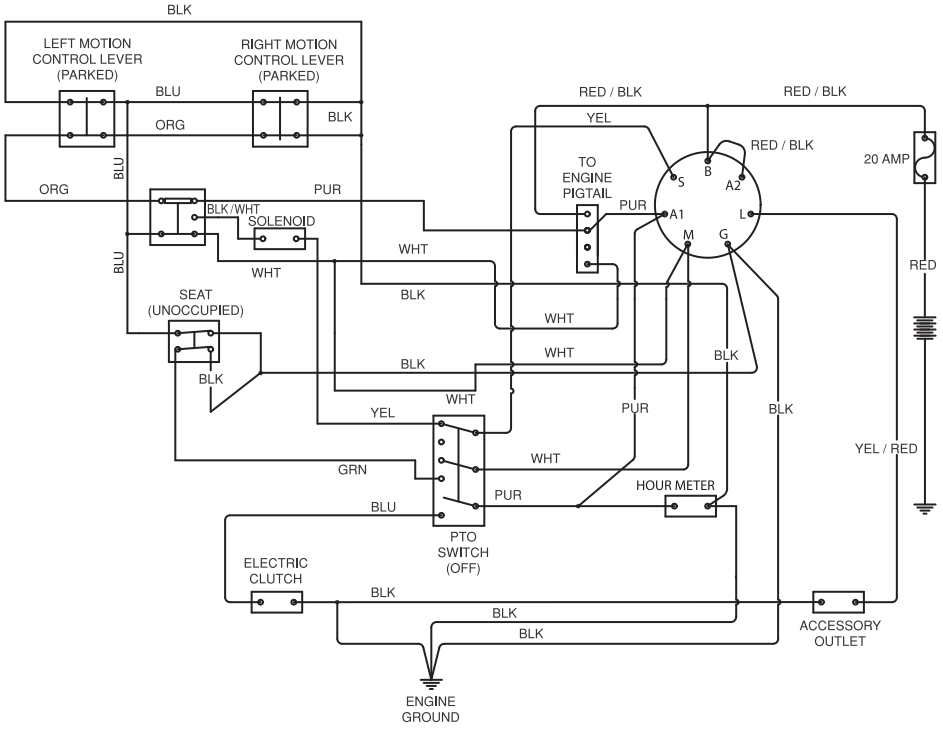 BLK
LEFT MOTION
CONTROL LEVER
(PARKED)
RIGHT MOTION
CONTROL LEVER
(PARKED)
BLU
ORG
BLK
RED / BLK
RED / BLK
YEL
RED / BLK
20 AMP
TO
ENGINE
PIGTAIL
BLU
ORG
PUR
BLK/WHT
SOLENOID
PUR
S
B
A2
A1
L
M
G
WHT
WHT
BLU
BLK
RED
SEAT
(UNOCCUPIED)
WHT
WHT
BLK
BLK
BLK
WHT
YEL
PUR
BLK
GRN
WHT
YEL / RED
HOUR METER
PUR
BLU
PTO
SWITCH
(OFF)
ELECTRIC
CLUTCH
BLK
BLK
BLK
ACCESSORY
OUTLET
ENGINE
GROUND